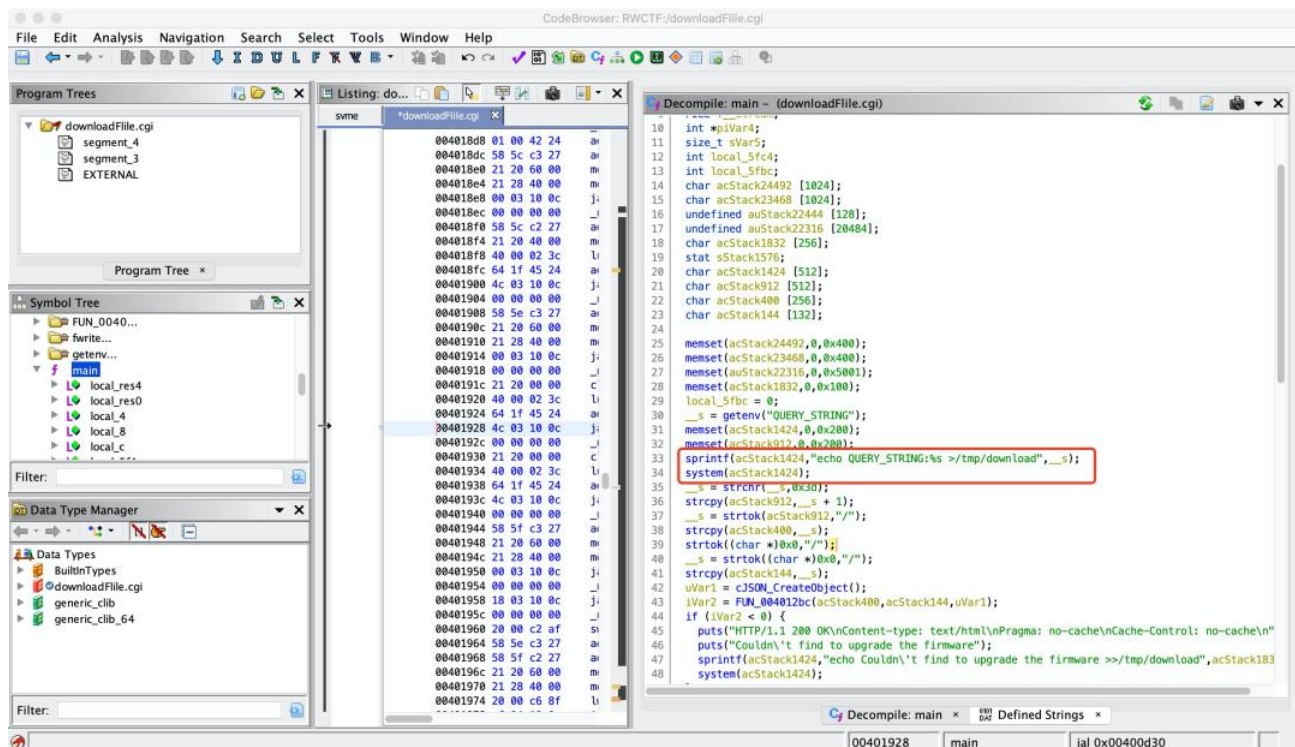 CodeBrowser: RWCTF:/downloadFlile.cgi
File Edit Analysis Navigation Search Select Tools Window Help
Program Trees
downloadFlile.cgi
segment_4
segment_3
EXTERNAL
Program Tree ×
Symbol Tree
FUN_0040...
fwrite...
getenv...
f main
local_res4
local_res0
local_4
local_8
local_c
Filter:
Data Type Manager
Data Types
BuiltInTypes
downloadFlile.cgi
generic_clib
generic_clib_64
Filter:
Listing: do...
svme *downloadFlile.cgi
004018d8 01 00 42 24
004018dc 58 5c c3 27
004018e0 21 20 60 00
004018e4 21 28 40 00
004018e8 00 03 10 0c
004018ec 00 00 00 00
004018f0 58 5c c2 27
004018f4 21 20 40 00
004018f8 40 00 02 3c
004018fc 64 1f 45 24
00401900 4c 03 10 0c
00401904 00 00 00 00
00401908 58 5e c3 27
0040190c 21 20 60 00
00401910 21 28 40 00
00401914 00 03 10 0c
00401918 00 00 00 00
0040191c 21 20 00 00
00401920 40 00 02 3c
00401924 64 1f 45 24
00401928 4c 03 10 0c
0040192c 00 00 00 00
00401930 21 20 00 00
00401934 40 00 02 3c
00401938 64 1f 45 24
0040193c 4c 03 10 0c
00401940 00 00 00 00
00401944 58 5f c3 27
00401948 21 20 60 00
0040194c 21 28 40 00
00401950 00 03 10 0c
00401954 00 00 00 00
00401958 18 03 10 0c
0040195c 00 00 00 00
00401960 20 00 c2 af
00401964 58 5e c3 27
00401968 58 5f c2 27
0040196c 21 20 60 00
00401970 21 28 40 00
00401974 20 00 c6 8f
Decompile: main - (downloadFlile.cgi)
10 int *piVar4;
11 size_t sVar5;
12 int local_5fc4;
13 int local_5fbc;
14 char acStack24492 [1024];
15 char acStack23468 [1024];
16 undefined auStack22444 [128];
17 undefined auStack22316 [20484];
18 char acStack1832 [256];
19 stat sStack1576;
20 char acStack1424 [512];
21 char acStack912 [512];
22 char acStack400 [256];
23 char acStack144 [132];
24
25 memset(acStack24492,0,0x400);
26 memset(acStack23468,0,0x400);
27 memset(auStack22316,0,0x5001);
28 memset(acStack1832,0,0x100);
29 local_5fbc = 0;
30 __s = getenv("QUERY_STRING");
31 memset(acStack1424,0,0x200);
32 memset(acStack912,0,0x200);
33 sprintf(acStack1424,"echo QUERY_STRING:%s >/tmp/download",__s);
34 system(acStack1424);
35 __s = strchr(__s,0x3d);
36 strcpy(acStack912,__s + 1);
37 __s = strtok(acStack912,"/");
38 strcpy(acStack400,__s);
39 strtok((char *)0x0,"/");
40 __s = strtok((char *)0x0,"/");
41 strcpy(acStack144,__s);
42 uVar1 = cJSON_CreateObject();
43 iVar2 = FUN_004012bc(acStack400,acStack144,uVar1);
44 if (iVar2 < 0) {
45 puts("HTTP/1.1 200 OK\nContent-type: text/html\nPragma: no-cache\nCache-Control: no-cache\n"
46 puts("Couldn\'t find to upgrade the firmware");
47 sprintf(acStack1424,"echo Couldn\'t find to upgrade the firmware >>/tmp/download",acStack183
48 system(acStack1424);
Decompile: main × Defined Strings ×
00401928 main jal 0x00400d30